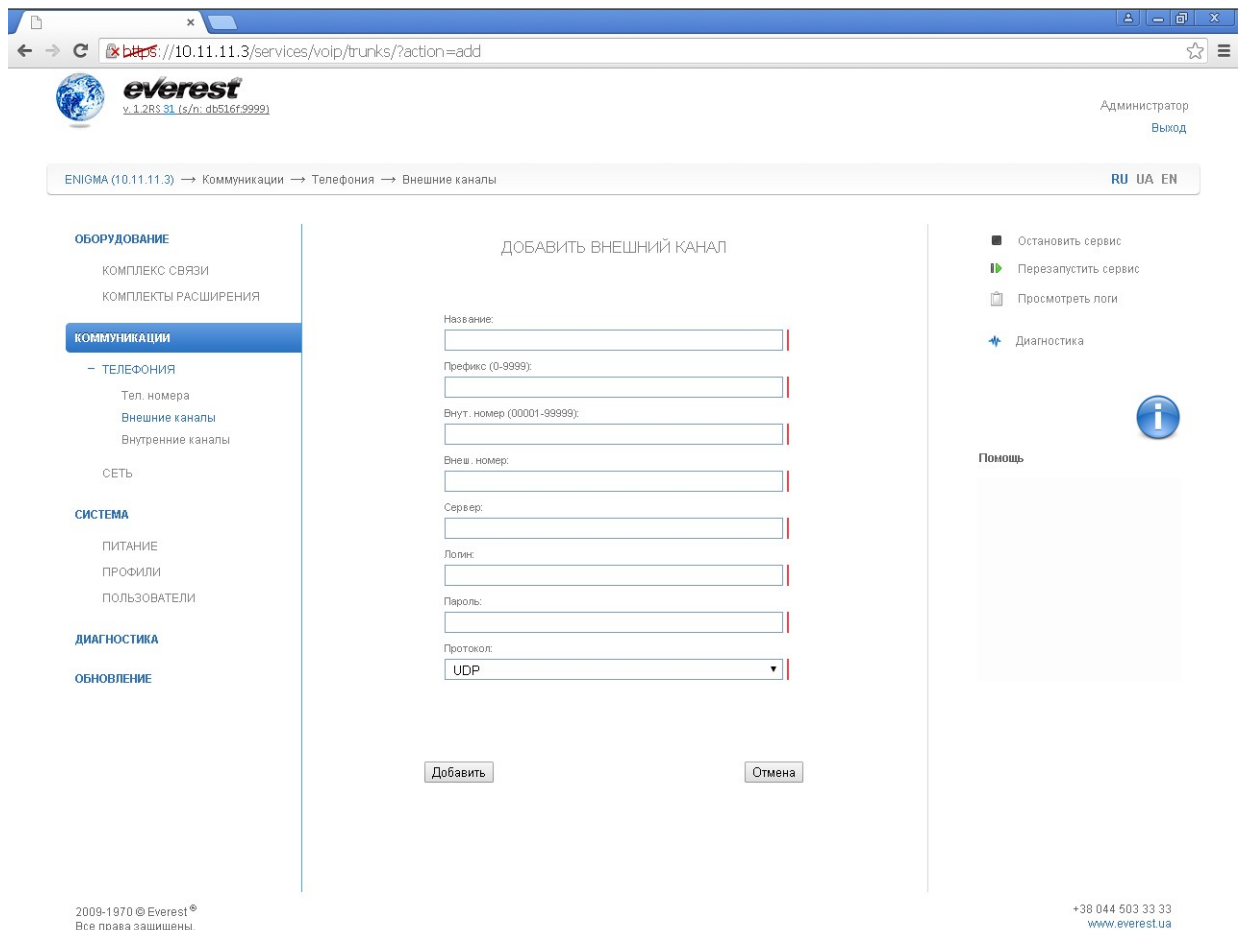 https://10.11.11.3/services/voip/trunks/?action=add
everest
v. 1.2RS 31 (s/n: db516f:9999)
Администратор
Выход
ENIGMA (10.11.11.3) → Коммуникации → Телефония → Внешние каналы
RU UA EN
ОБОРУДОВАНИЕ
КОМПЛЕКС СВЯЗИ
КОМПЛЕКТЫ РАСШИРЕНИЯ
КОММУНИКАЦИИ
− ТЕЛЕФОНИЯ
Тел. номера
Внешние каналы
Внутренние каналы
СЕТЬ
СИСТЕМА
ПИТАНИЕ
ПРОФИЛИ
ПОЛЬЗОВАТЕЛИ
ДИАГНОСТИКА
ОБНОВЛЕНИЕ
ДОБАВИТЬ ВНЕШНИЙ КАНАЛ
Название:
Префикс (0-9999):
Внут. номер (00001-99999):
Внеш. номер:
Сервер:
Логин:
Пароль:
Протокол:
UDP
Добавить
Отмена
Остановить сервис
Перезапустить сервис
Просмотреть логи
Диагностика
Помощь
2009-1970 © Everest ®
Все права защищены.
+38 044 503 33 33
www.everest.ua